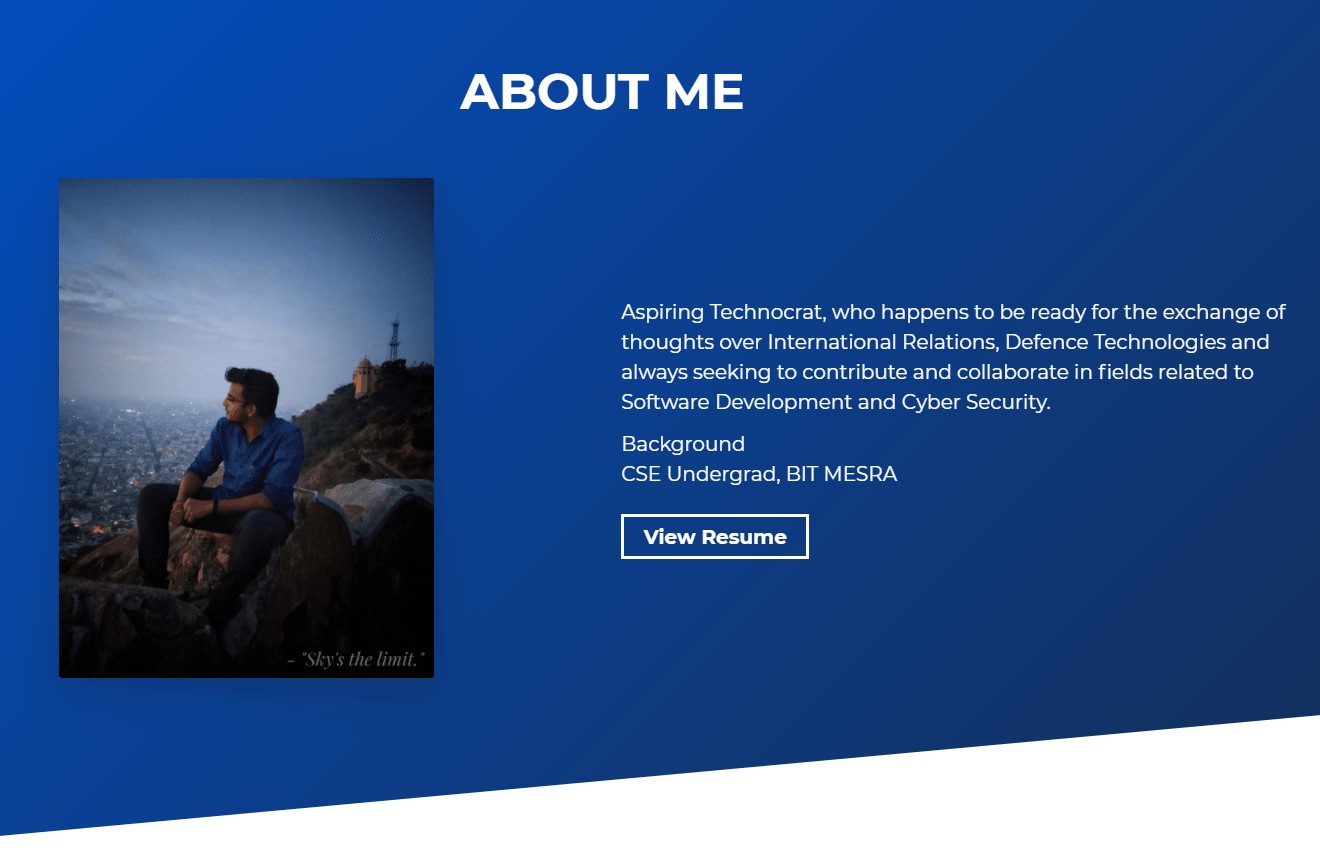 ABOUT ME
Aspiring Technocrat, who happens to be ready for the exchange of
thoughts over International Relations, Defence Technologies and
always seeking to contribute and collaborate in fields related to
Software Development and Cyber Security.
Background
CSE Undergrad, BIT MESRA
View Resume
– "Sky's the limit."